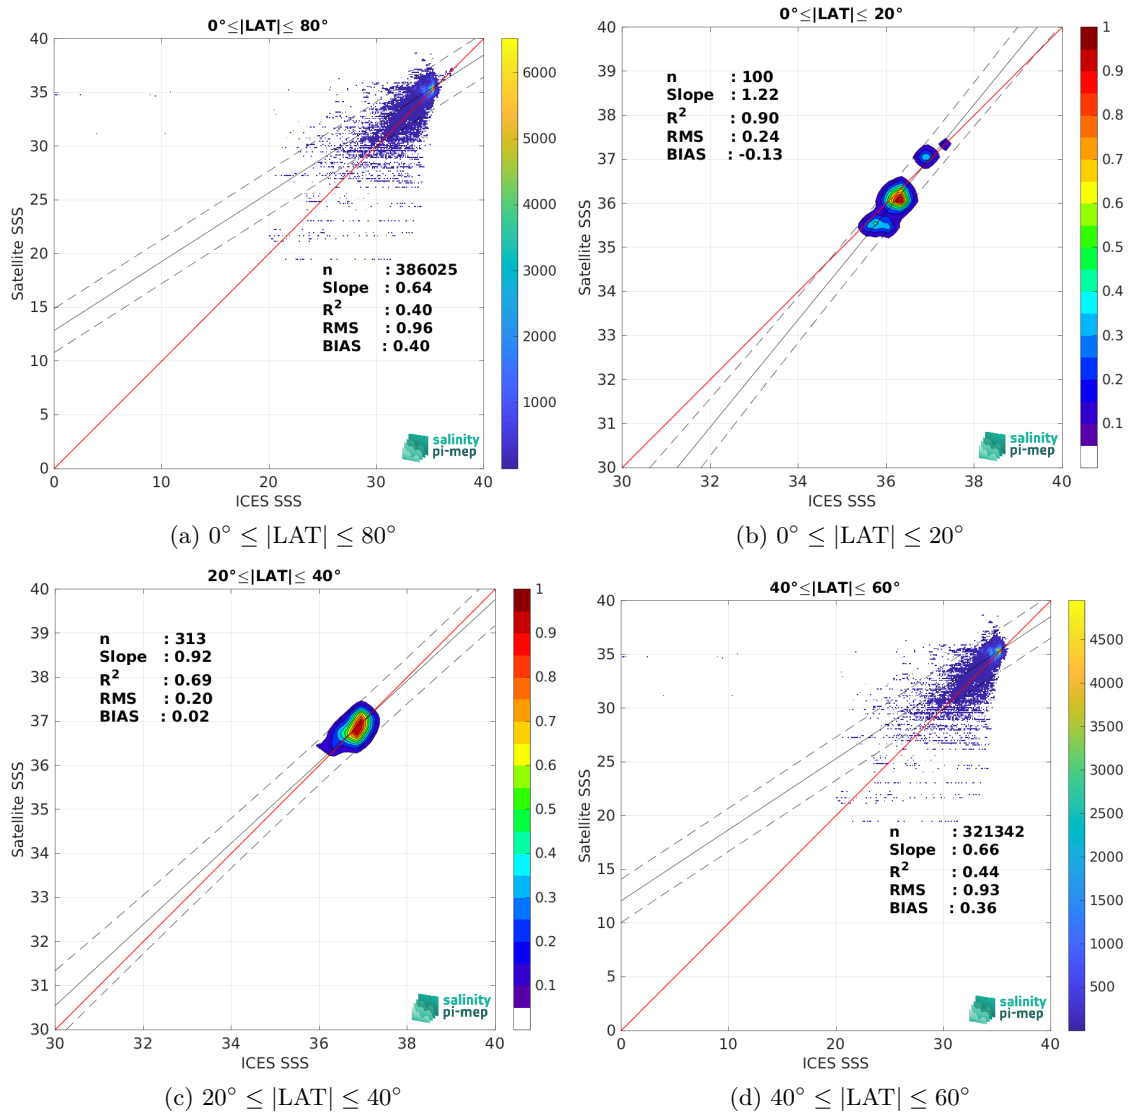 0°≤|LAT|≤ 80°
40
35
30
25
20
15
10
5
0
Satellite SSS
n : 386025
Slope : 0.64
R² : 0.40
RMS : 0.96
BIAS : 0.40
salinity
pi-mep
0 10 20 30 40
ICES SSS
6000
5000
4000
3000
2000
1000
(a) 0° ≤ |LAT| ≤ 80°
0°≤|LAT|≤ 20°
40
39
38
37
36
35
34
33
32
31
30
Satellite SSS
n : 100
Slope : 1.22
R² : 0.90
RMS : 0.24
BIAS : -0.13
salinity
pi-mep
30 32 34 36 38 40
ICES SSS
1
0.9
0.8
0.7
0.6
0.5
0.4
0.3
0.2
0.1
(b) 0° ≤ |LAT| ≤ 20°
20°≤|LAT|≤ 40°
40
39
38
37
36
35
34
33
32
31
30
Satellite SSS
n : 313
Slope : 0.92
R² : 0.69
RMS : 0.20
BIAS : 0.02
salinity
pi-mep
30 32 34 36 38 40
ICES SSS
1
0.9
0.8
0.7
0.6
0.5
0.4
0.3
0.2
0.1
(c) 20° ≤ |LAT| ≤ 40°
40°≤|LAT|≤ 60°
40
35
30
25
20
15
10
5
0
Satellite SSS
n : 321342
Slope : 0.66
R² : 0.44
RMS : 0.93
BIAS : 0.36
salinity
pi-mep
0 10 20 30 40
ICES SSS
4500
4000
3500
3000
2500
2000
1500
1000
500
(d) 40° ≤ |LAT| ≤ 60°